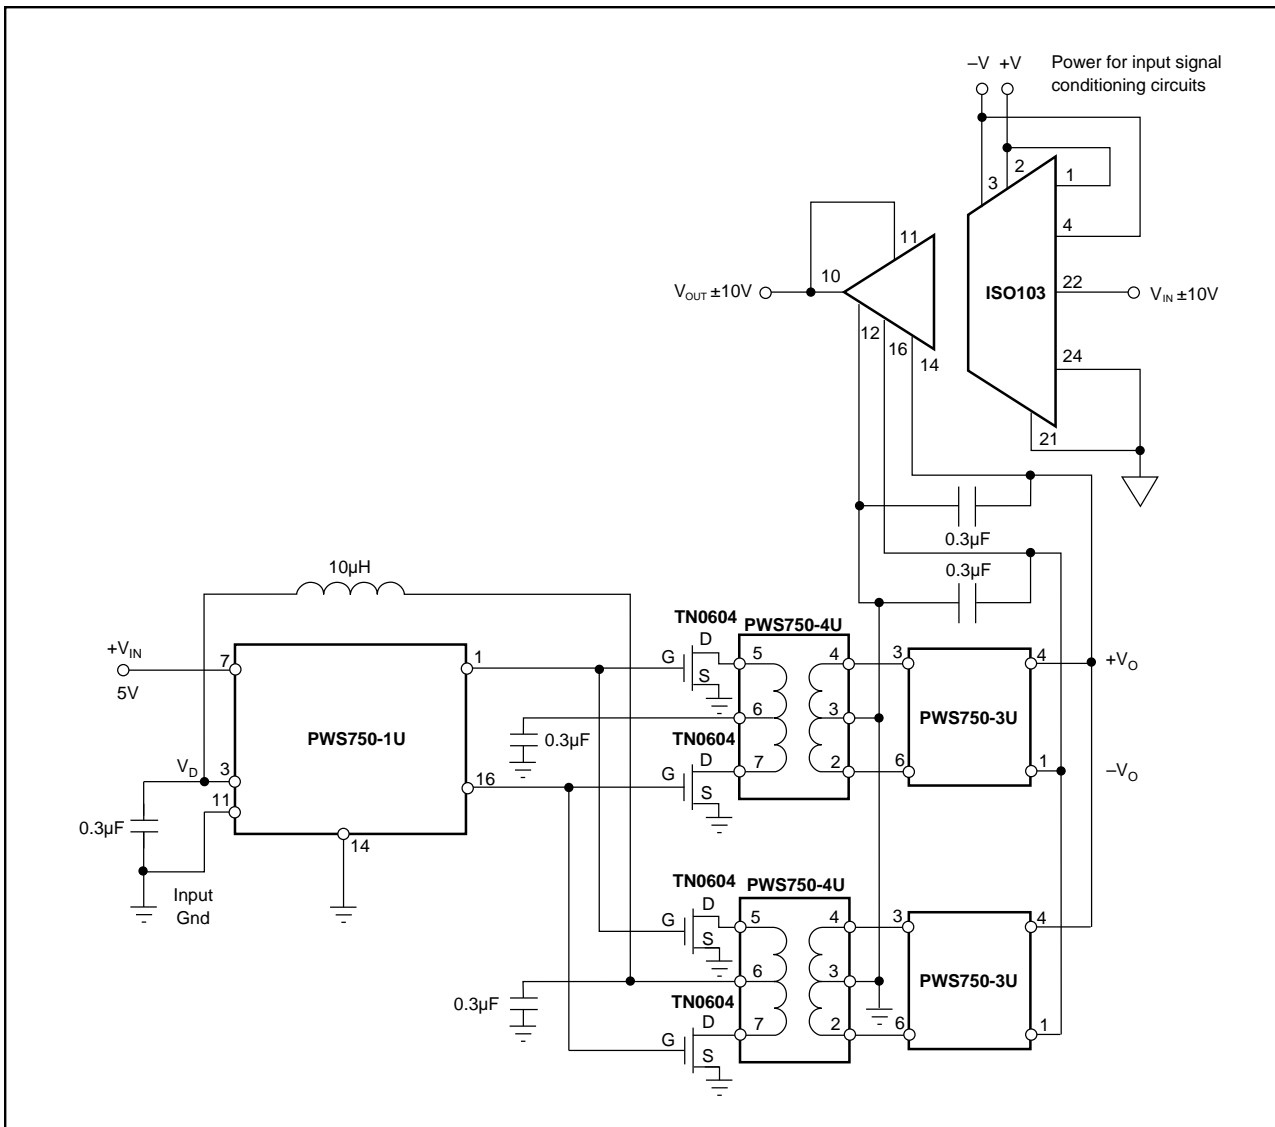 –V +V Power for input signal
conditioning circuits
2
3
1
4
11
10
ISO103
22
VOUT ±10V
VIN ±10V
12
16
14
24
21
0.3µF
0.3µF
10µH
TN0604
PWS750-4U
D
G
S
+VIN
7
5V
1
5
4
3
4
+VO
PWS750-1U
6
3
PWS750-3U
0.3µF
TN0604
D
G
S
7
2
6
1
–VO
VD
3
16
11
0.3µF
14
Input
Gnd
TN0604
PWS750-4U
D
G
S
5
4
3
4
6
3
PWS750-3U
0.3µF
TN0604
D
G
S
7
2
6
1